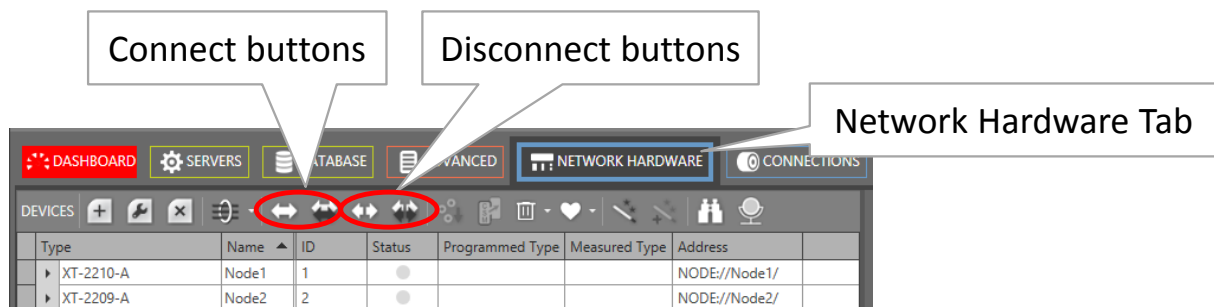 Connect buttons
Disconnect buttons
Network Hardware Tab
DASHBOARD SERVERS ATABASE VANCED NETWORK HARDWARE CONNECTIONS
DEVICES
Type Name ID Status Programmed Type Measured Type Address
XT-2210-A Node1 1 NODE://Node1/
XT-2209-A Node2 2 NODE://Node2/